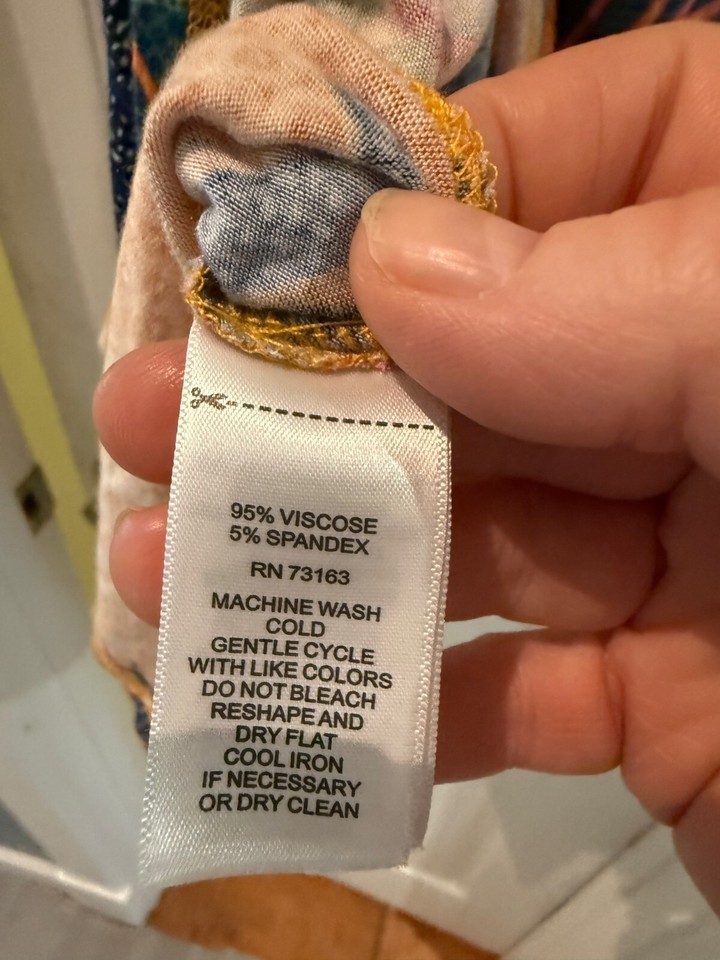 95% VISCOSE
5% SPANDEX
RN 73163
MACHINE WASH
COLD
GENTLE CYCLE
WITH LIKE COLORS
DO NOT BLEACH
RESHAPE AND
DRY FLAT
COOL IRON
IF NECESSARY
OR DRY CLEAN